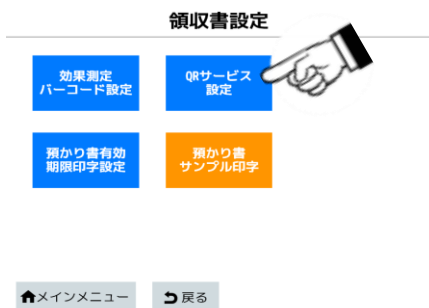 領収書設定
効果測定
バーコード設定
QRサービス
設定
預かり書有効
期限印字設定
預かり書
サンプル印字
メインメニュー
戻る